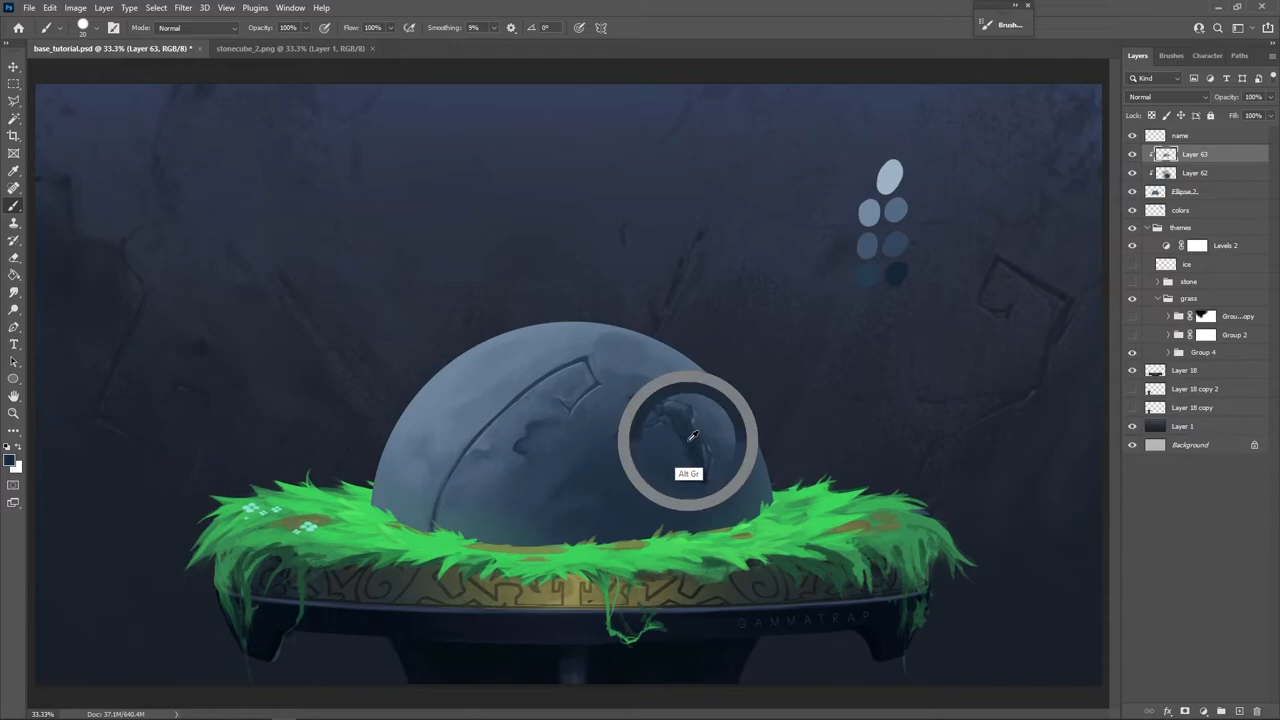 File Edit Image Layer Type Select Filter 3D View Plugins Window Help
Brush...
20 Mode: Normal Opacity: 100% Flow: 100% Smoothing: 9% 0°
base_tutorial.psd @ 33.3% (Layer 63, RGB/8) * × stonecube_2.png @ 33.3% (Layer 1, RGB/8) ×
Layers Brushes Character Paths
Kind
Normal Opacity: 100%
Lock: Fill: 100%
name
Layer 63
Layer 62
Ellipse 2
colors
themes
Levels 2
ice
stone
grass
Grou...opy
Group 2
Group 4
Layer 18
Layer 18 copy 2
Layer 18 copy
Layer 1
Background
Alt Gr
GAMMATRAP
33.33% Doc: 37.1M/640.4M